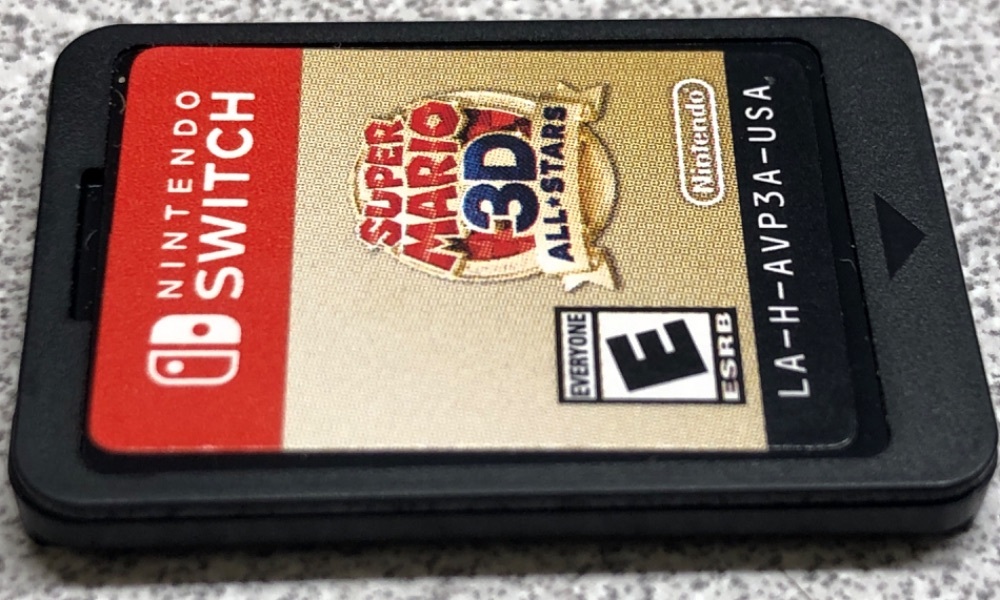 NINTENDO
SWITCH
SUPER
MARIO
3D
ALL★STARS
EVERYONE
E
ESRB
Nintendo
LA-H-AVP3A-USA